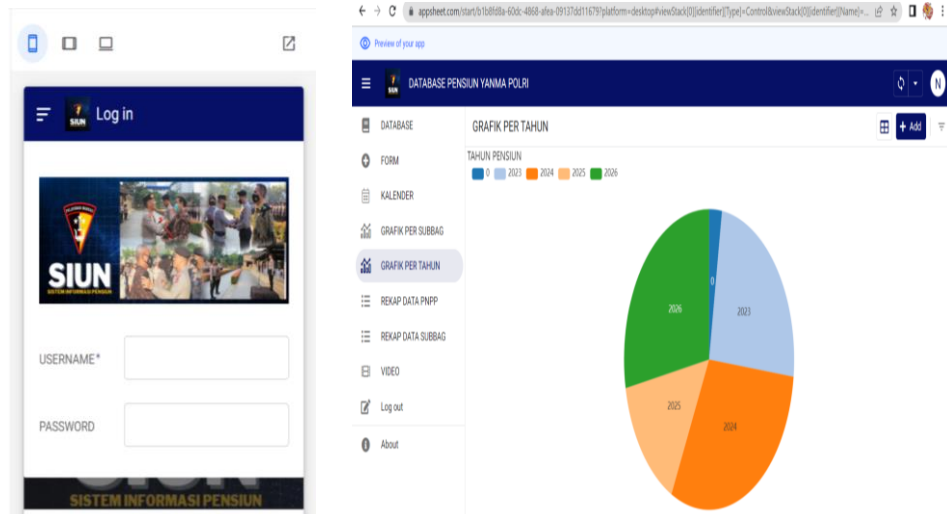 Log in
SIUN
SISTEM INFORMASI PENSIUN
USERNAME*
PASSWORD
SISTEM INFORMASI PENSIUN
Preview of your app
DATABASE PENSIUN YANMA POLRI
N
DATABASE
FORM
KALENDER
GRAFIK PER SUBBAG
GRAFIK PER TAHUN
REKAP DATA PNPP
REKAP DATA SUBBAG
VIDEO
Log out
About
GRAFIK PER TAHUN
+ Add
TAHUN PENSIUN
0 2023 2024 2025 2026
0
2026
2023
2025
2024